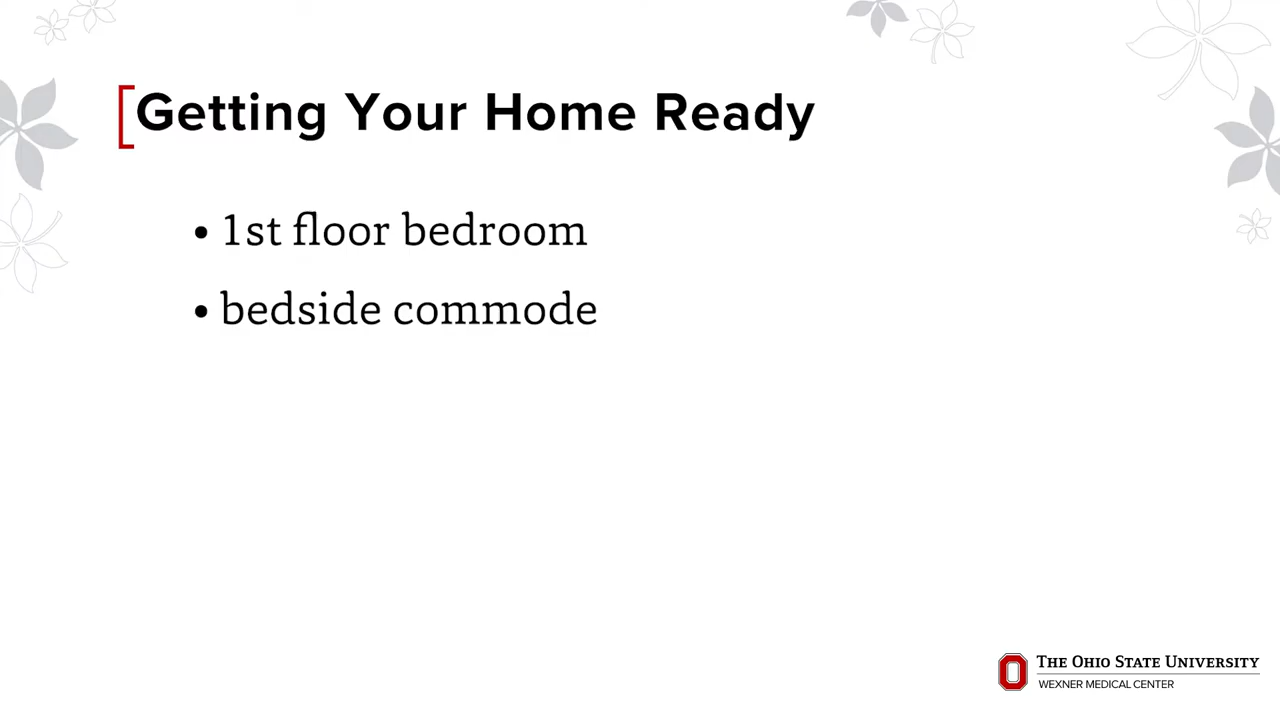 Getting Your Home Ready
• 1st floor bedroom
• bedside commode
THE OHIO STATE UNIVERSITY
WEXNER MEDICAL CENTER